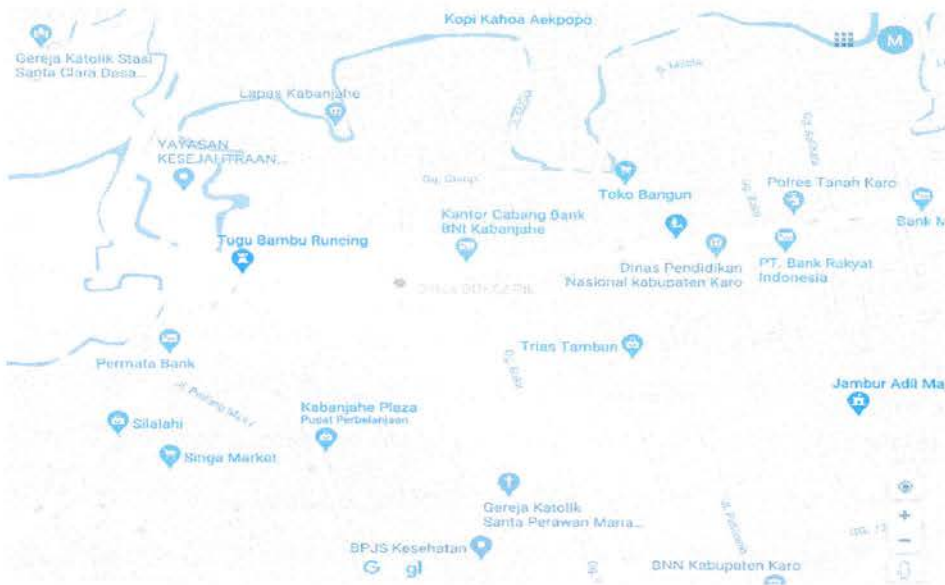 Kopi Kahoa Aekpopo
M
Gereja Katolik Stasi
Santa Clara Desa...
Lapas Kabanjahe
YAYASAN
KESEJAHTRAAN...
Toko Bangun
Polres Tanah Karo
Bank M
Kantor Cabang Bank
BNI Kabanjahe
Tugu Bambu Runcing
Dinas Pendidikan
Nasional kabupaten Karo
PT. Bank Rakyat
Indonesia
Trias Tambun
Permata Bank
Jambur Adil Ma
Kabanjahe Plaza
Pusat Perbelanjaan
Silalahi
Singa Market
Gereja Katolik
Santa Perawan Maria...
BPJS Kesehatan
G gl
BNN Kabupaten Karo